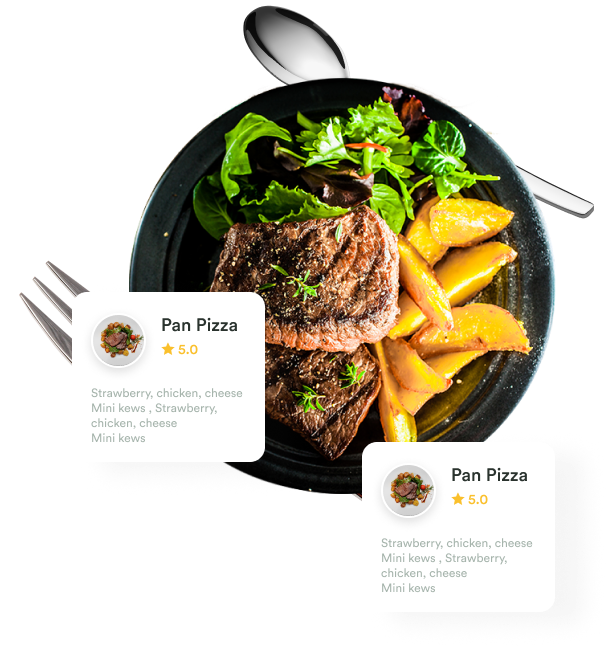 Pan Pizza
5.0
Strawberry, chicken, cheese
Mini kews , Strawberry,
chicken, cheese
Mini kews
Pan Pizza
5.0
Strawberry, chicken, cheese
Mini kews , Strawberry,
chicken, cheese
Mini kews